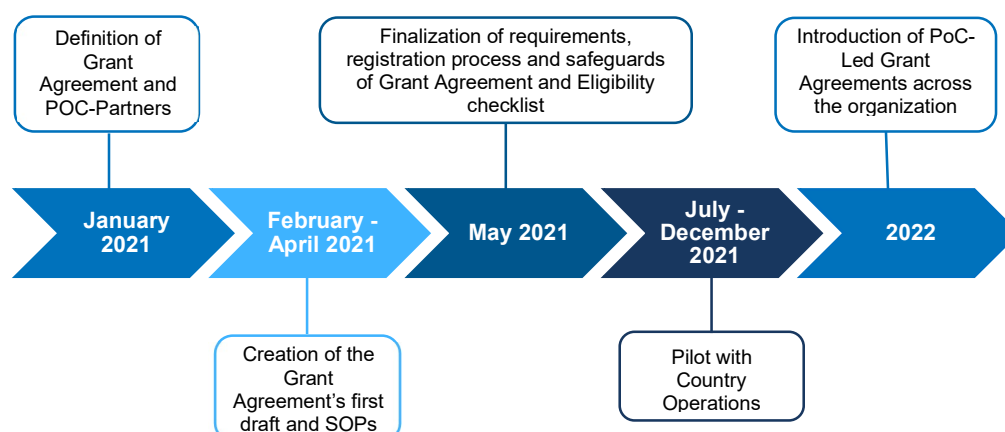 Definition of
Grant
Agreement and
POC-Partners
Finalization of requirements,
registration process and safeguards
of Grant Agreement and Eligibility
checklist
Introduction of PoC-
Led Grant
Agreements across
the organization
January
2021
February -
April 2021
May 2021
July -
December
2021
2022
Creation of the
Grant
Agreement's first
draft and SOPs
Pilot with
Country
Operations